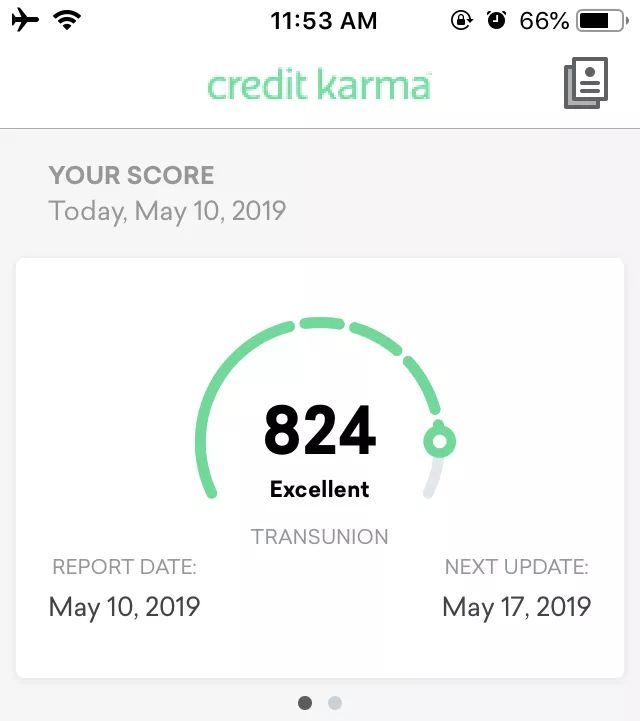 11:53 AM 66%
credit karma
YOUR SCORE
Today, May 10, 2019
824
Excellent
TRANSUNION
REPORT DATE: NEXT UPDATE:
May 10, 2019 May 17, 2019